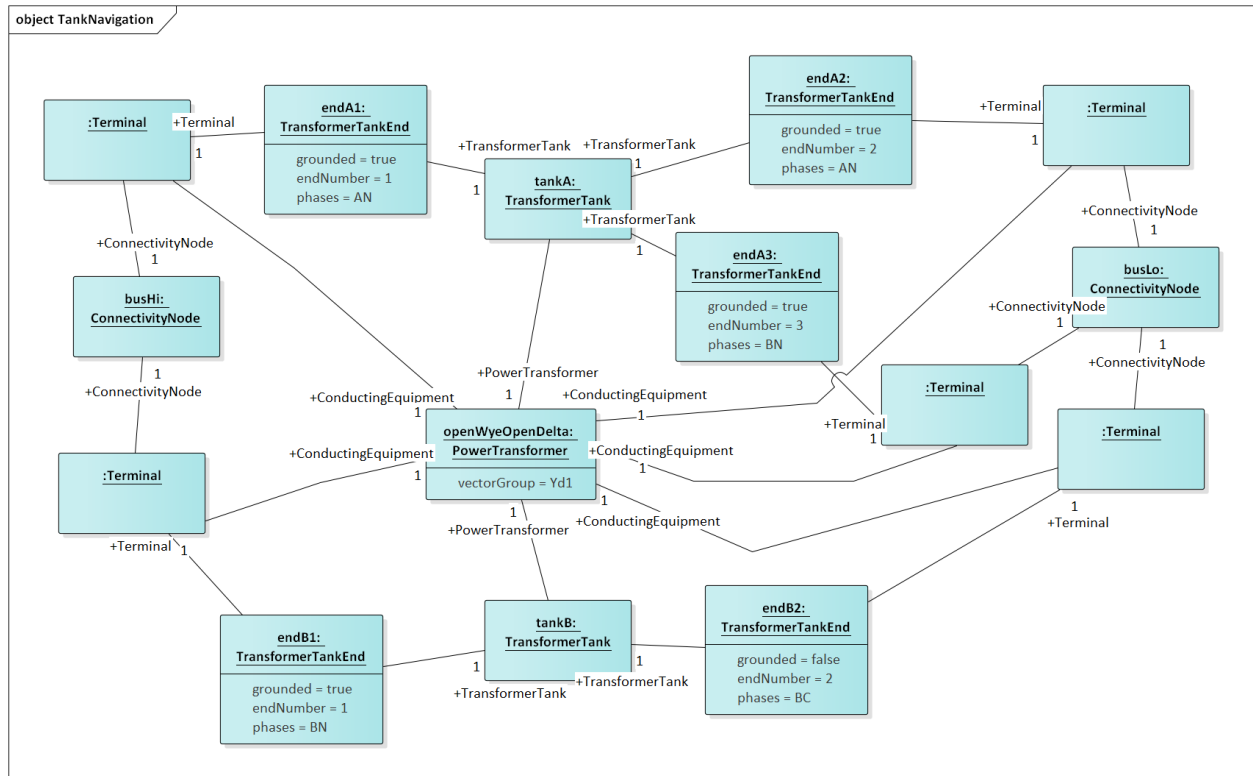 object TankNavigation
:Terminal
+Terminal
1
endA1:
TransformerTankEnd
grounded = true
endNumber = 1
phases = AN
+TransformerTank
1
tankA:
TransformerTank
+TransformerTank
1
endA2:
TransformerTankEnd
grounded = true
endNumber = 2
phases = AN
+Terminal
1
:Terminal
+TransformerTank
1
endA3:
TransformerTankEnd
grounded = true
endNumber = 3
phases = BN
+ConnectivityNode
1
busHi:
ConnectivityNode
1
+ConnectivityNode
+ConnectivityNode
1
busLo:
ConnectivityNode
+ConnectivityNode
1
1
+ConnectivityNode
+PowerTransformer
1
+ConductingEquipment
1
+ConductingEquipment
1
:Terminal
+Terminal
1
:Terminal
openWyeOpenDelta:
PowerTransformer
vectorGroup = Yd1
+ConductingEquipment
1
+ConductingEquipment
1
:Terminal
1
+ConductingEquipment
1
+PowerTransformer
1
+Terminal
+Terminal
1
endB1:
TransformerTankEnd
grounded = true
endNumber = 1
phases = BN
1
+TransformerTank
tankB:
TransformerTank
1
+TransformerTank
endB2:
TransformerTankEnd
grounded = false
endNumber = 2
phases = BC